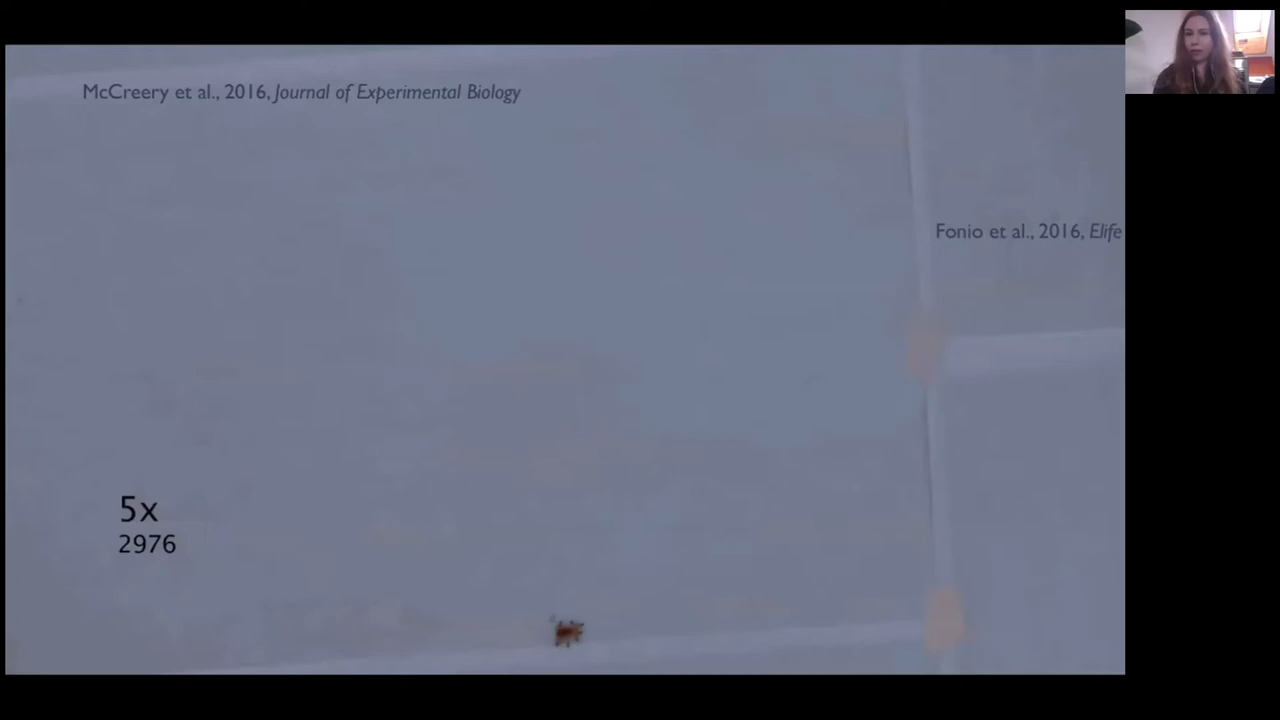 McCreery et al., 2016, Journal of Experimental Biology
Fonio et al., 2016, Elife
5x
2976